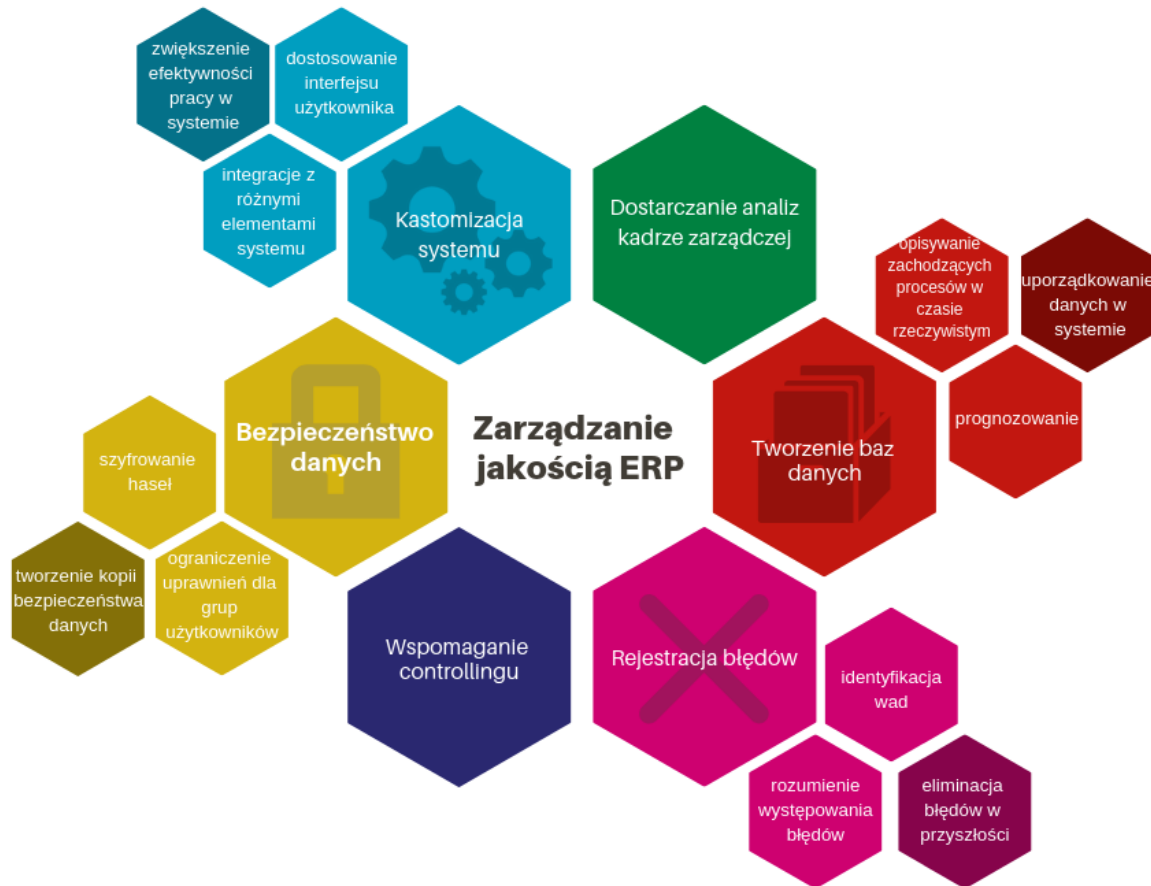 zwiększenie
efektywności
pracy w
systemie
dostosowanie
interfejsu
użytkownika
integracje z
różnymi
elementami
systemu
Kastomizacja
systemu
Dostarczanie analiz
kadrze zarządczej
opisywanie
zachodzących
procesów w
czasie
rzeczywistym
uporządkowanie
danych w
systemie
prognozowanie
Tworzenie baz
danych
Zarządzanie
jakością ERP
Bezpieczeństwo
danych
szyfrowanie
haseł
tworzenie kopii
bezpieczeństwa
danych
ograniczenie
uprawnień dla
grup
użytkowników
Wspomaganie
controllingu
Rejestracja błędów
identyfikacja
wad
rozumienie
występowania
błędów
eliminacja
błędów w
przyszłości